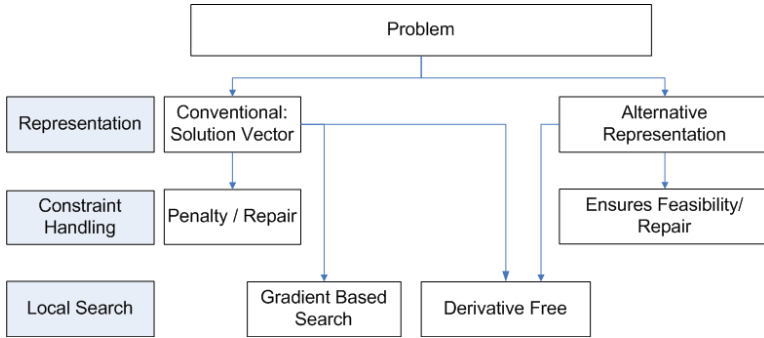 Problem
Representation
Conventional:
Solution Vector
Alternative
Representation
Constraint
Handling
Penalty / Repair
Ensures Feasibility/
Repair
Local Search
Gradient Based
Search
Derivative Free